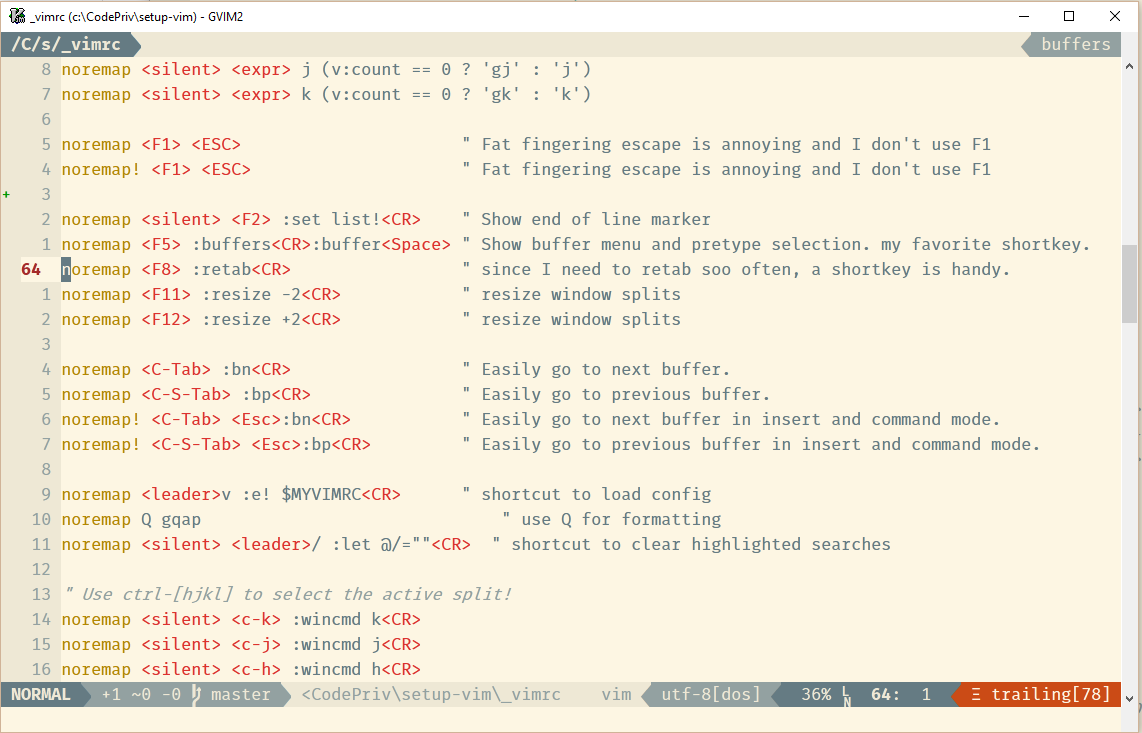 _vimrc (c:\CodePriv\setup-vim) - GVIM2
/C/s/_vimrc buffers
8 noremap <silent> <expr> j (v:count == 0 ? 'gj' : 'j')
7 noremap <silent> <expr> k (v:count == 0 ? 'gk' : 'k')
6
5 noremap <F1> <ESC> " Fat fingering escape is annoying and I don't use F1
4 noremap! <F1> <ESC> " Fat fingering escape is annoying and I don't use F1
+ 3
2 noremap <silent> <F2> :set list!<CR> " Show end of line marker
1 noremap <F5> :buffers<CR>:buffer<Space> " Show buffer menu and pretype selection. my favorite shortkey.
64 noremap <F8> :retab<CR> " since I need to retab soo often, a shortkey is handy.
1 noremap <F11> :resize -2<CR> " resize window splits
2 noremap <F12> :resize +2<CR> " resize window splits
3
4 noremap <C-Tab> :bn<CR> " Easily go to next buffer.
5 noremap <C-S-Tab> :bp<CR> " Easily go to previous buffer.
6 noremap! <C-Tab> <Esc>:bn<CR> " Easily go to next buffer in insert and command mode.
7 noremap! <C-S-Tab> <Esc>:bp<CR> " Easily go to previous buffer in insert and command mode.
8
9 noremap <leader>v :e! $MYVIMRC<CR> " shortcut to load config
10 noremap Q gqap " use Q for formatting
11 noremap <silent> <leader>/ :let @/=""<CR> " shortcut to clear highlighted searches
12
13 " Use ctrl-[hjkl] to select the active split!
14 noremap <silent> <c-k> :wincmd k<CR>
15 noremap <silent> <c-j> :wincmd j<CR>
16 noremap <silent> <c-h> :wincmd h<CR>
NORMAL +1 ~0 -0 master <CodePriv\setup-vim\_vimrc vim utf-8[dos] 36% LN 64: 1 Ξ trailing[78]